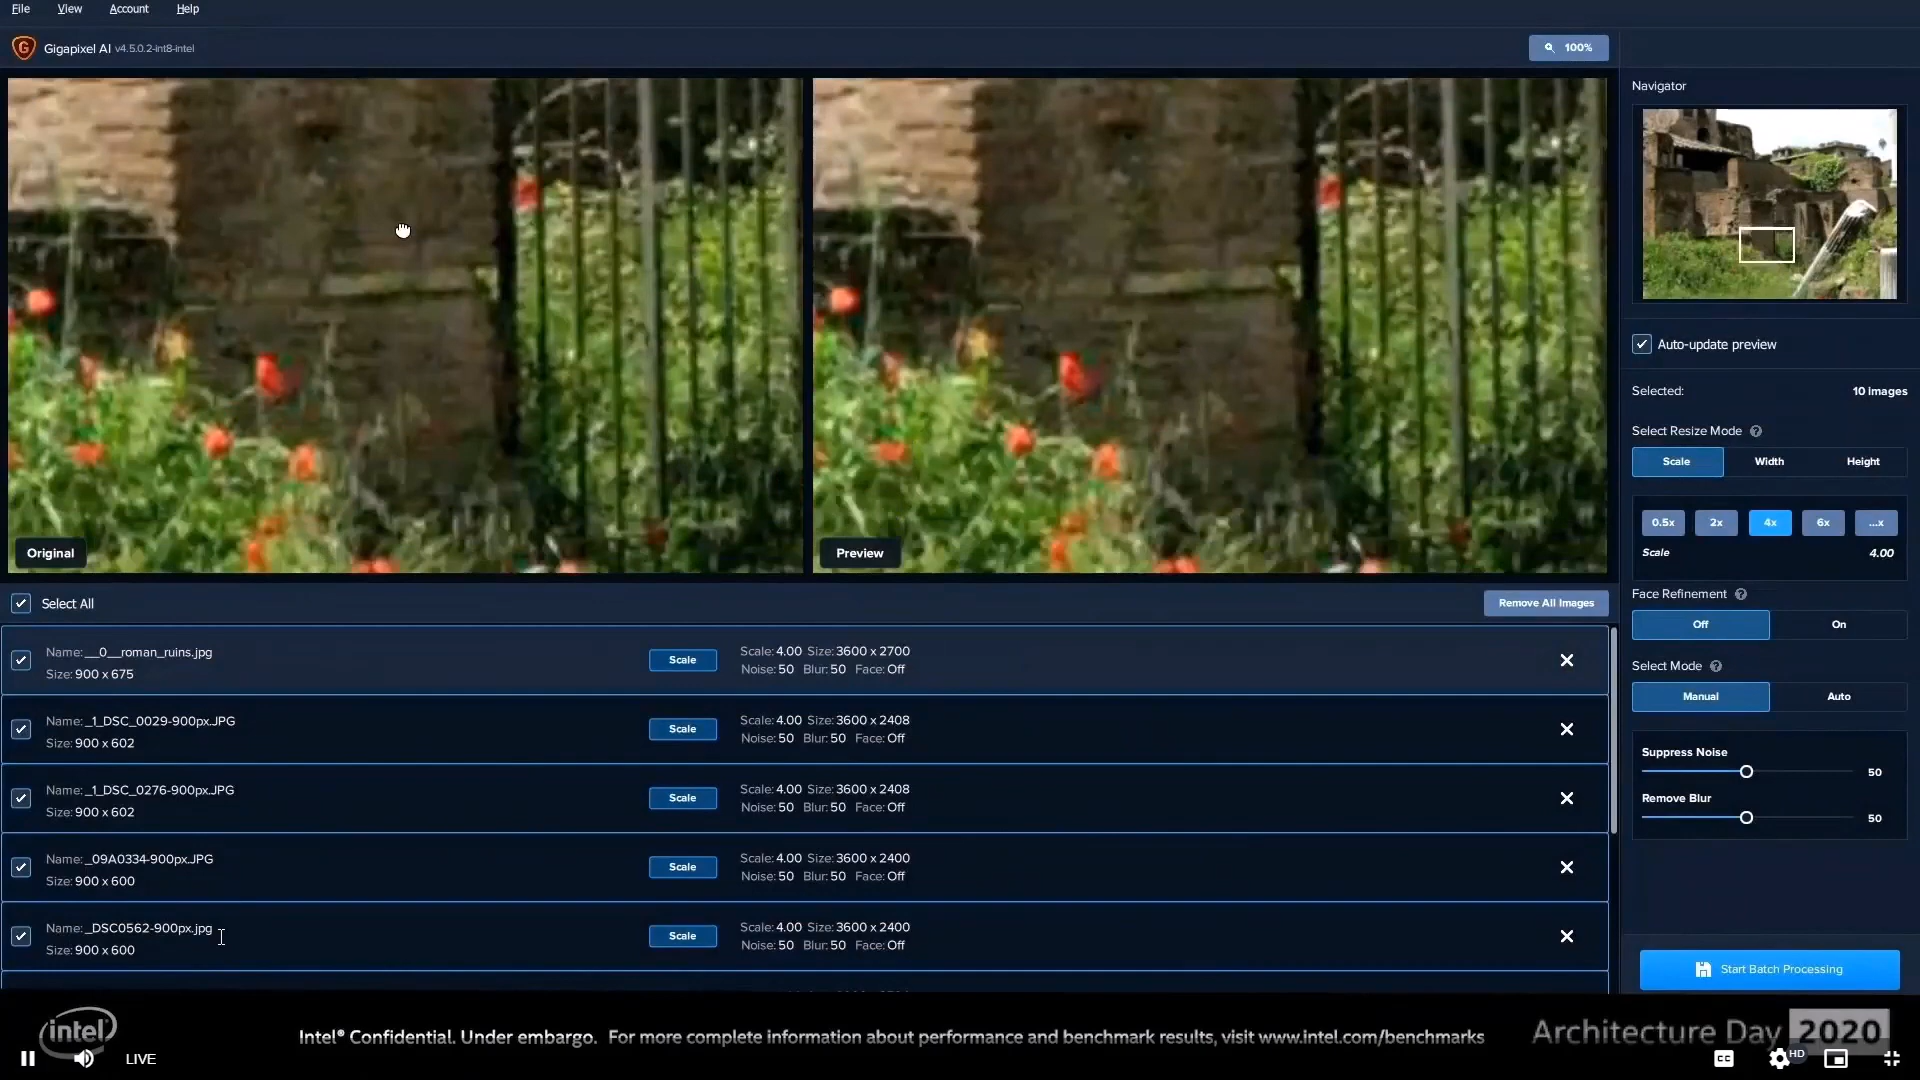 File View Account Help
Gigapixel AI v4.5.0.2-int8-intel
100%
Navigator
Original
Preview
Auto-update preview
Selected: 10 images
Select Resize Mode
Scale Width Height
0.5x 2x 4x 6x ...x
Scale 4.00
Face Refinement
Off On
Select Mode
Manual Auto
Suppress Noise
50
Remove Blur
50
Start Batch Processing
Select All
Remove All Images
Name: __0__roman_ruins.jpg
Size: 900 x 675
Scale
Scale: 4.00 Size: 3600 x 2700
Noise: 50 Blur: 50 Face: Off
Name: _1_DSC_0029-900px.JPG
Size: 900 x 602
Scale
Scale: 4.00 Size: 3600 x 2408
Noise: 50 Blur: 50 Face: Off
Name: _1_DSC_0276-900px.JPG
Size: 900 x 602
Scale
Scale: 4.00 Size: 3600 x 2408
Noise: 50 Blur: 50 Face: Off
Name: _09A0334-900px.JPG
Size: 900 x 600
Scale
Scale: 4.00 Size: 3600 x 2400
Noise: 50 Blur: 50 Face: Off
Name: _DSC0562-900px.jpg
Size: 900 x 600
Scale
Scale: 4.00 Size: 3600 x 2400
Noise: 50 Blur: 50 Face: Off
intel
Intel® Confidential. Under embargo. For more complete information about performance and benchmark results, visit www.intel.com/benchmarks
Architecture Day 2020
LIVE
CC
HD